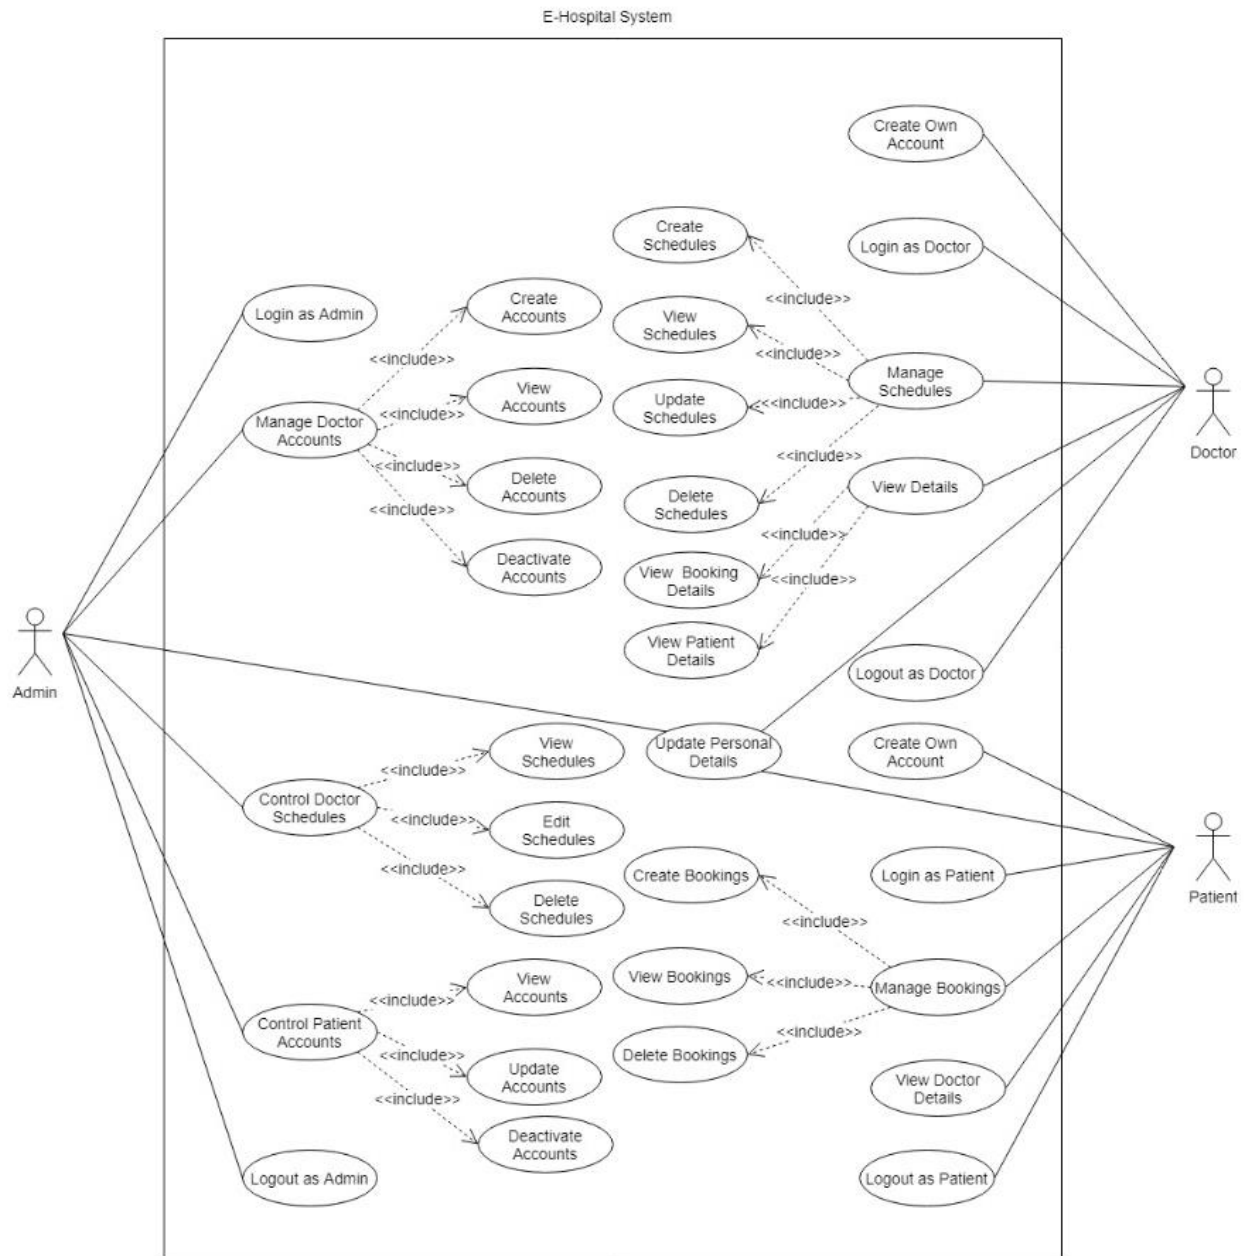 E-Hospital System
Create Own
Account
Create
Schedules
Login as Doctor
Create
Accounts
Login as Admin
<<include>>
View
Schedules
<<include>>
<<include>>
Manage
Schedules
View
Accounts
Update
Schedules
<<include>>
<<include>>
Manage Doctor
Accounts
Doctor
<<include>>
<<include>>
Delete
Accounts
View Details
Delete
Schedules
<<include>>
<<include>>
Deactivate
Accounts
View Booking
Details
<<include>>
View Patient
Details
Admin
Logout as Doctor
View
Schedules
Update Personal
Details
Create Own
Account
<<include>>
Control Doctor
Schedules
<<include>>
Edit
Schedules
<<include>>
Create Bookings
Login as Patient
Patient
Delete
Schedules
<<include>>
View
Accounts
View Bookings
<<include>>
Manage Bookings
<<include>>
Control Patient
Accounts
<<include>>
<<include>>
Delete Bookings
Update
Accounts
View Doctor
Details
<<include>>
Deactivate
Accounts
Logout as Admin
Logout as Patient